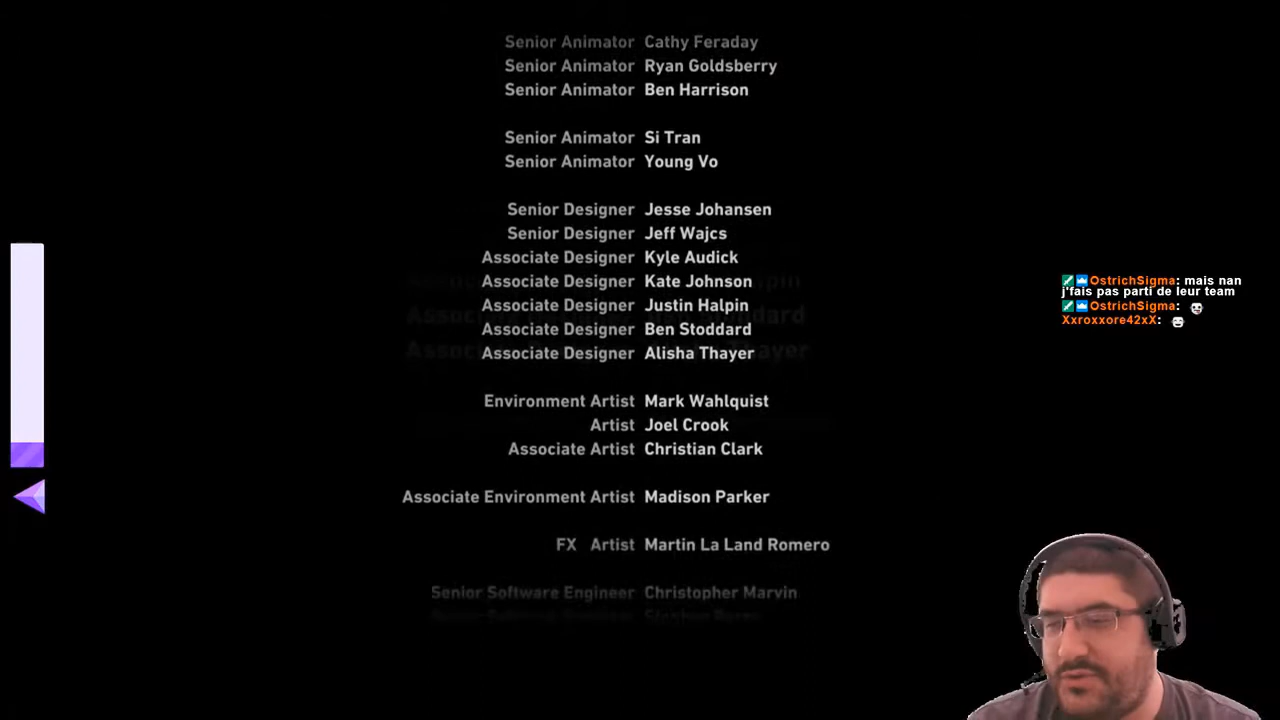 Senior Animator Cathy Feraday
Senior Animator Ryan Goldsberry
Senior Animator Ben Harrison
Senior Animator Si Tran
Senior Animator Young Vo
Senior Designer Jesse Johansen
Senior Designer Jeff Wajcs
Associate Designer Kyle Audick
Associate Designer Kate Johnson
Associate Designer Justin Halpin
Associate Designer Ben Stoddard
Associate Designer Alisha Thayer
Environment Artist Mark Wahlquist
Artist Joel Crook
Associate Artist Christian Clark
Associate Environment Artist Madison Parker
FX Artist Martin La Land Romero
Senior Software Engineer Christopher Marvin
OstrichSigma: mais nan
j'fais pas parti de leur team
OstrichSigma:
Xxroxxore42xX: